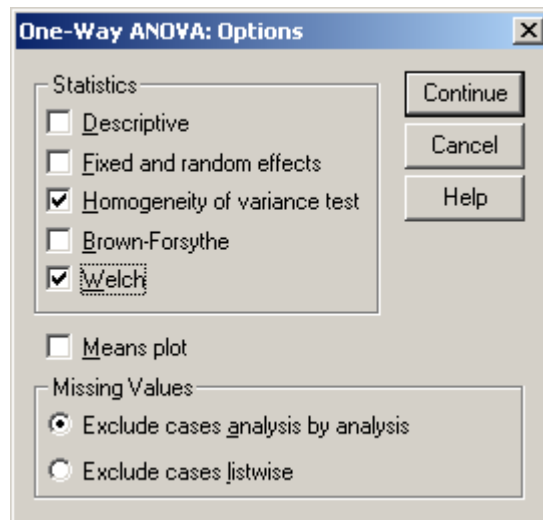 One-Way ANOVA: Options
Statistics
Descriptive
Fixed and random effects
Homogeneity of variance test
Brown-Forsythe
Welch
Continue
Cancel
Help
Means plot
Missing Values
Exclude cases analysis by analysis
Exclude cases listwise